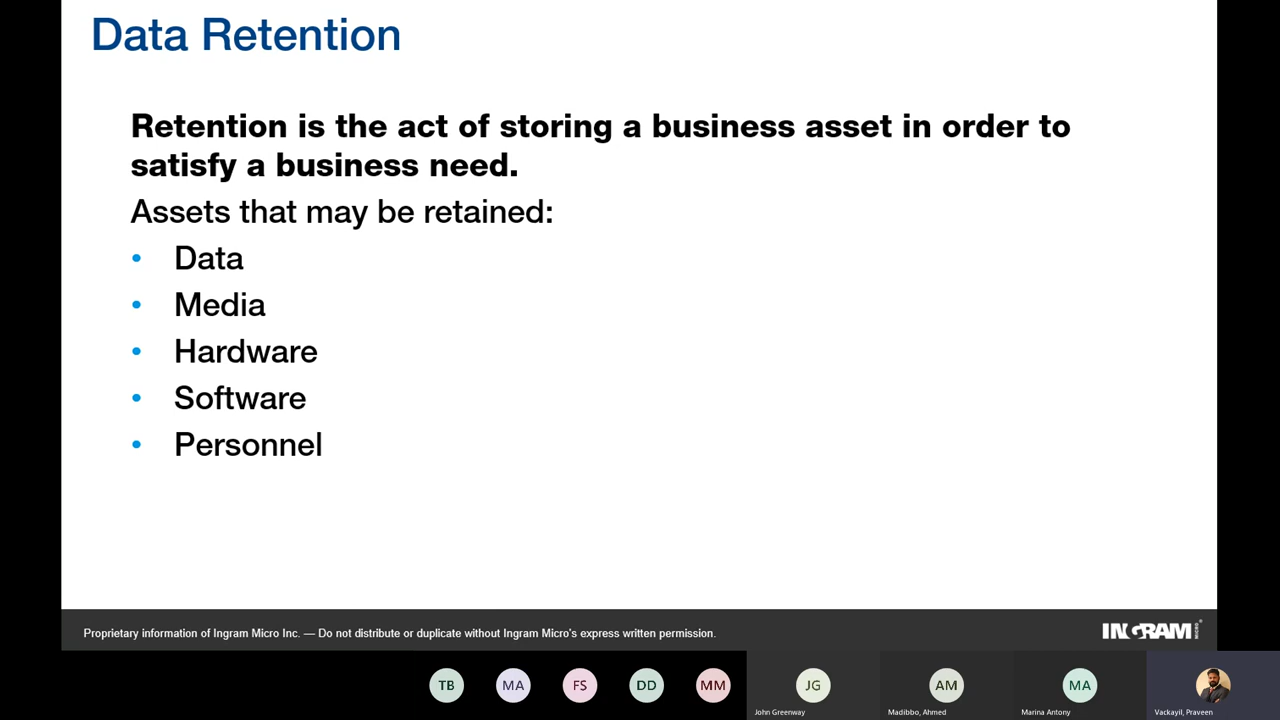 Data Retention
Retention is the act of storing a business asset in order to
satisfy a business need.
Assets that may be retained:
• Data
• Media
• Hardware
• Software
• Personnel
Proprietary information of Ingram Micro Inc. — Do not distribute or duplicate without Ingram Micro's express written permission.
INGRAM MICRO®
TB MA FS DD MM JG AM MA
John Greenway Madibbo, Ahmed Marina Antony Vackayil, Praveen